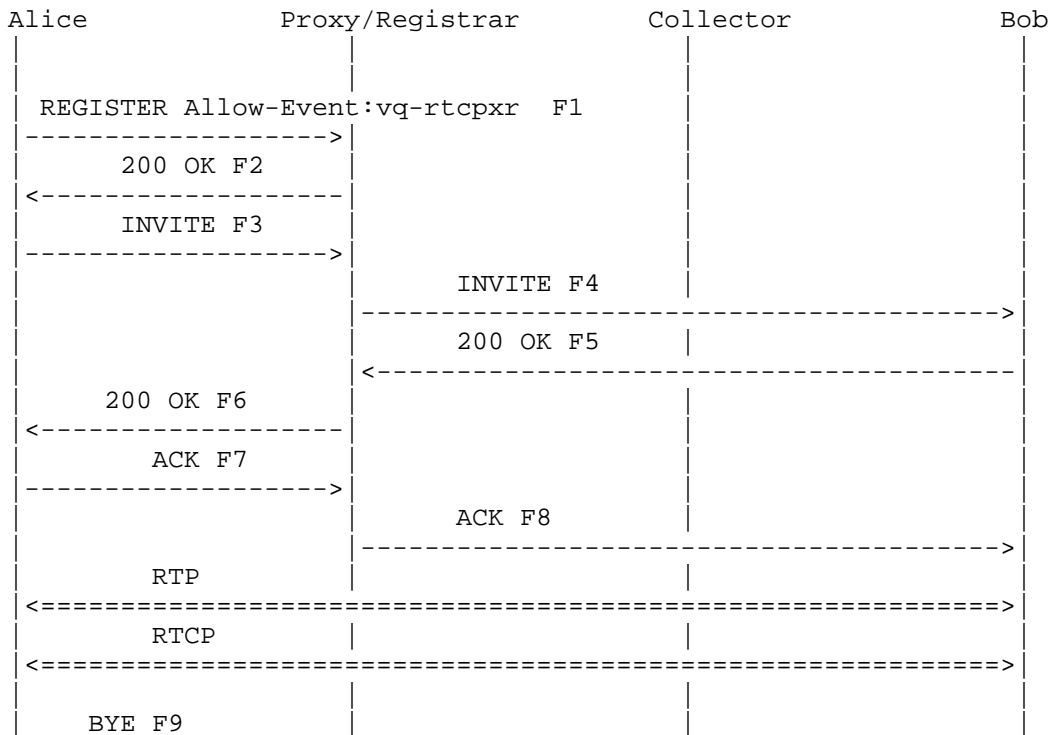 Alice Proxy/Registrar Collector Bob
REGISTER Allow-Event:vq-rtcpxr F1
200 OK F2
INVITE F3
INVITE F4
200 OK F5
200 OK F6
ACK F7
ACK F8
RTP
RTCP
BYE F9